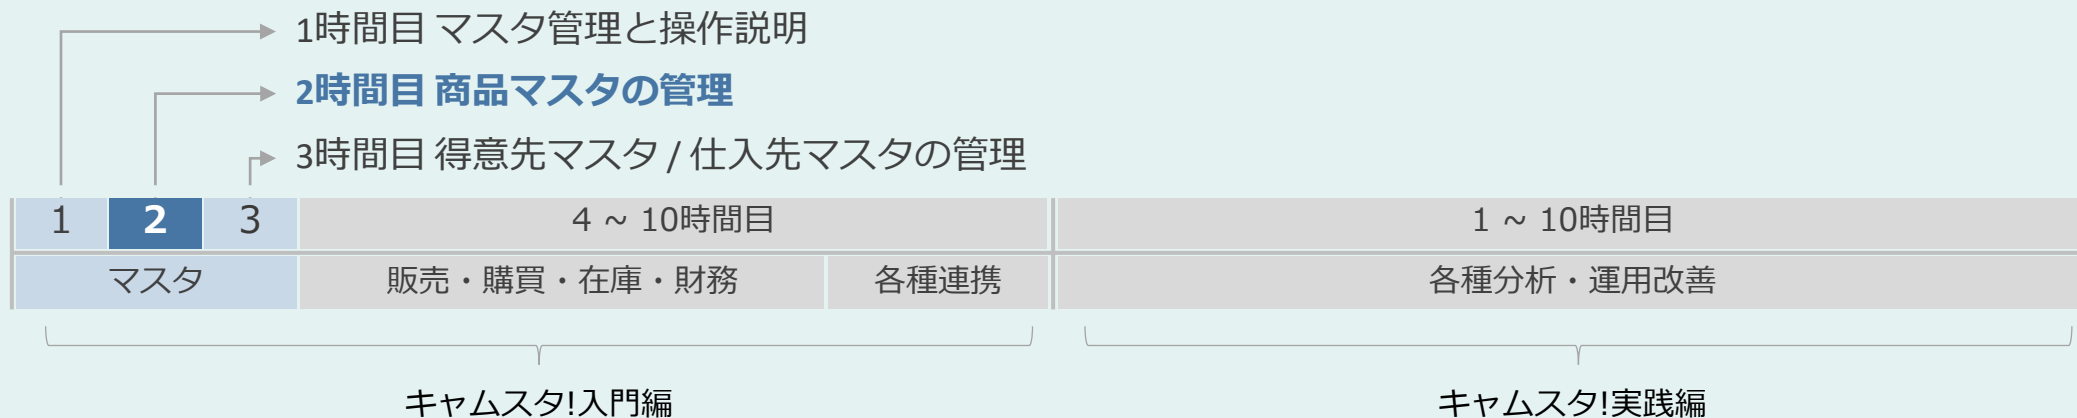 1時間目 マスタ管理と操作説明
2時間目 商品マスタの管理
3時間目 得意先マスタ / 仕入先マスタの管理
1 2 3 4 ~ 10時間目 1 ~ 10時間目
マスタ 販売・購買・在庫・財務 各種連携 各種分析・運用改善
キャムスタ!入門編 キャムスタ!実践編